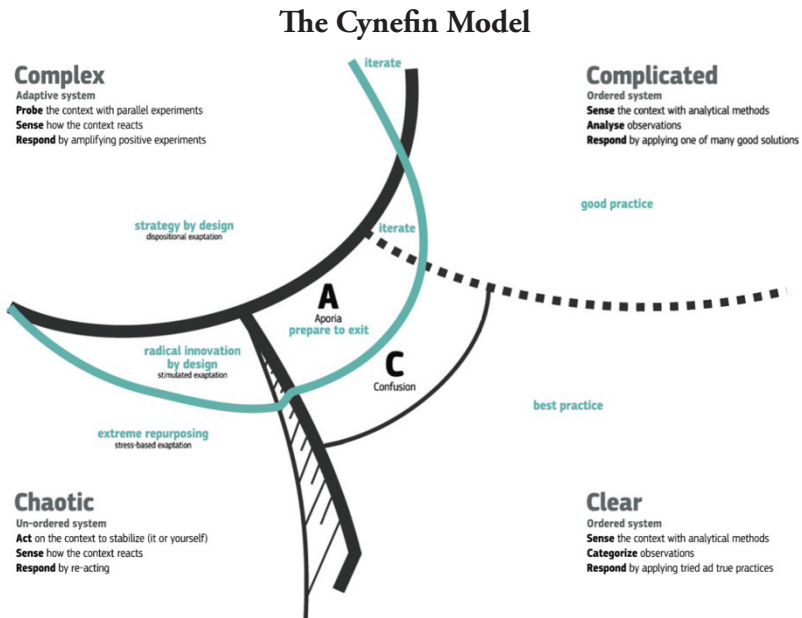 The Cynefin Model
Complex
Adaptive system
Probe the context with parallel experiments
Sense how the context reacts
Respond by amplifying positive experiments
iterate
Complicated
Ordered system
Sense the context with analytical methods
Analyse observations
Respond by applying one of many good solutions
good practice
strategy by design
dispositional exaptation
iterate
A
Aporia
prepare to exit
radical innovation
by design
stimulated exaptation
C
Confusion
extreme repurposing
stress-based exaptation
best practice
Chaotic
Un-ordered system
Act on the context to stabilize (it or yourself)
Sense how the context reacts
Respond by re-acting
Clear
Ordered system
Sense the context with analytical methods
Categorize observations
Respond by applying tried ad true practices